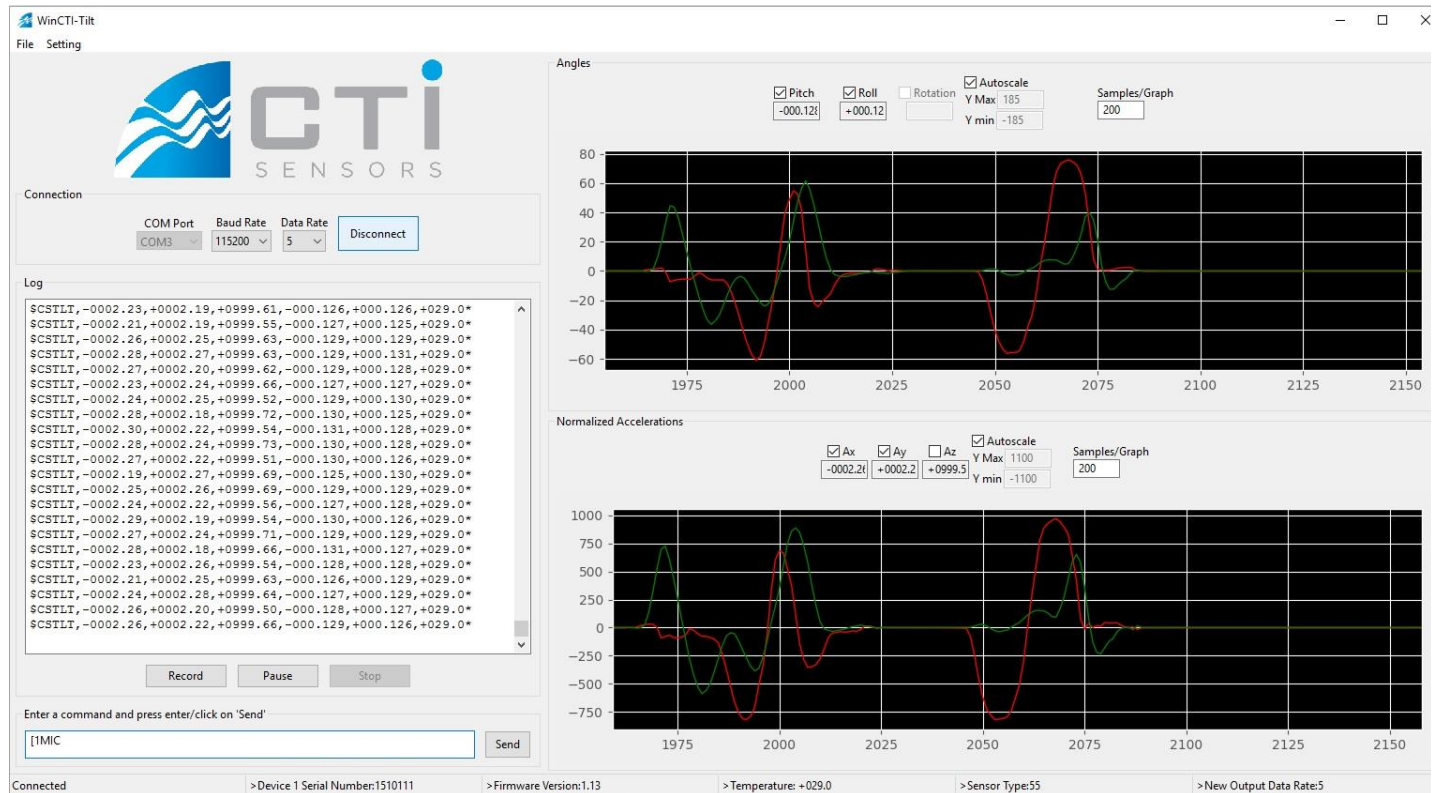 WinCTI-Tilt
File Setting
CTi
SENSORS
Connection
COM Port Baud Rate Data Rate
COM3 115200 5 Disconnect
Log
$CSTLT,-0002.23,+0002.19,+0999.61,-000.126,+000.126,+029.0*
$CSTLT,-0002.21,+0002.19,+0999.55,-000.127,+000.125,+029.0*
$CSTLT,-0002.26,+0002.25,+0999.63,-000.129,+000.129,+029.0*
$CSTLT,-0002.28,+0002.27,+0999.63,-000.129,+000.131,+029.0*
$CSTLT,-0002.27,+0002.20,+0999.62,-000.129,+000.128,+029.0*
$CSTLT,-0002.23,+0002.24,+0999.66,-000.127,+000.127,+029.0*
$CSTLT,-0002.24,+0002.25,+0999.52,-000.129,+000.130,+029.0*
$CSTLT,-0002.28,+0002.18,+0999.72,-000.130,+000.125,+029.0*
$CSTLT,-0002.30,+0002.22,+0999.54,-000.131,+000.128,+029.0*
$CSTLT,-0002.28,+0002.24,+0999.73,-000.130,+000.128,+029.0*
$CSTLT,-0002.27,+0002.22,+0999.51,-000.130,+000.126,+029.0*
$CSTLT,-0002.19,+0002.27,+0999.69,-000.125,+000.130,+029.0*
$CSTLT,-0002.25,+0002.26,+0999.69,-000.129,+000.129,+029.0*
$CSTLT,-0002.24,+0002.22,+0999.56,-000.127,+000.128,+029.0*
$CSTLT,-0002.29,+0002.19,+0999.54,-000.130,+000.126,+029.0*
$CSTLT,-0002.27,+0002.24,+0999.71,-000.129,+000.129,+029.0*
$CSTLT,-0002.28,+0002.18,+0999.66,-000.131,+000.127,+029.0*
$CSTLT,-0002.23,+0002.26,+0999.54,-000.128,+000.128,+029.0*
$CSTLT,-0002.21,+0002.25,+0999.63,-000.126,+000.129,+029.0*
$CSTLT,-0002.24,+0002.28,+0999.64,-000.127,+000.129,+029.0*
$CSTLT,-0002.26,+0002.20,+0999.50,-000.128,+000.127,+029.0*
$CSTLT,-0002.26,+0002.22,+0999.66,-000.129,+000.126,+029.0*
Record Pause Stop
Enter a command and press enter/click on 'Send'
[1MIC Send
Angles
Pitch Roll Rotation Autoscale Samples/Graph
-000.128 +000.12 Y Max 185 200
Y min -185
80
60
40
20
0
−20
−40
−60
1975 2000 2025 2050 2075 2100 2125 2150
Normalized Accelerations
Ax Ay Az Autoscale Samples/Graph
-0002.26 +0002.2 +0999.5 Y Max 1100 200
Y min -1100
1000
750
500
250
0
−250
−500
−750
1975 2000 2025 2050 2075 2100 2125 2150
Connected >Device 1 Serial Number:1510111 >Firmware Version:1.13 >Temperature: +029.0 >Sensor Type:55 >New Output Data Rate:5